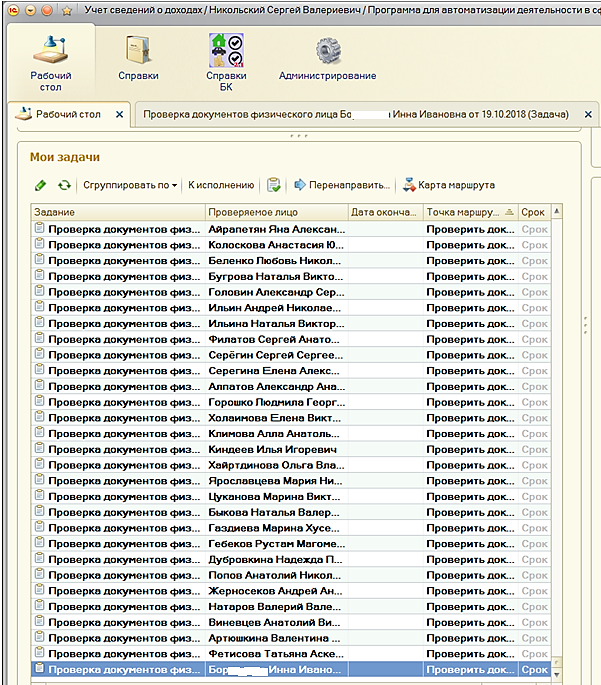 Учет сведений о доходах / Никольский Сергей Валериевич / Программа для автоматизации деятельности в со
Рабочий стол
Справки
Справки БК
Администрирование
Рабочий стол
Проверка документов физического лица Бо Инна Ивановна от 19.10.2018 (Задача)
Мои задачи
Сгруппировать по К исполнению Перенаправить... Карта маршрута
Задание Проверяемое лицо Дата оконча... Точка маршру... Срок
Проверка документов физ... Айрапетян Яна Алексан... Проверить док... Срок
Проверка документов физ... Колоскова Анастасия Ю... Проверить док... Срок
Проверка документов физ... Беленко Любовь Никол... Проверить док... Срок
Проверка документов физ... Бугрова Наталья Викто... Проверить док... Срок
Проверка документов физ... Головин Александр Сер... Проверить док... Срок
Проверка документов физ... Ильин Андрей Николае... Проверить док... Срок
Проверка документов физ... Ильина Наталья Виктор... Проверить док... Срок
Проверка документов физ... Филатов Сергей Анато... Проверить док... Срок
Проверка документов физ... Серёгин Сергей Сергее... Проверить док... Срок
Проверка документов физ... Серегина Елена Алекс... Проверить док... Срок
Проверка документов физ... Алпатов Александр Ана... Проверить док... Срок
Проверка документов физ... Горошко Людмила Георг... Проверить док... Срок
Проверка документов физ... Холаимова Елена Викт... Проверить док... Срок
Проверка документов физ... Климова Алла Анатоль... Проверить док... Срок
Проверка документов физ... Киндеев Илья Игоревич Проверить док... Срок
Проверка документов физ... Хайртдинова Ольга Вла... Проверить док... Срок
Проверка документов физ... Ярославцева Мария Ни... Проверить док... Срок
Проверка документов физ... Цуканова Марина Викт... Проверить док... Срок
Проверка документов физ... Быкова Наталья Валер... Проверить док... Срок
Проверка документов физ... Газдиева Марина Хусе... Проверить док... Срок
Проверка документов физ... Гебеков Рустам Магоме... Проверить док... Срок
Проверка документов физ... Дубровкина Надежда П... Проверить док... Срок
Проверка документов физ... Попов Анатолий Никол... Проверить док... Срок
Проверка документов физ... Жерносеков Андрей Ан... Проверить док... Срок
Проверка документов физ... Натаров Валерий Вале... Проверить док... Срок
Проверка документов физ... Виневцев Анатолий Ви... Проверить док... Срок
Проверка документов физ... Артюшкина Валентина ... Проверить док... Срок
Проверка документов физ... Фетисова Татьяна Аске... Проверить док... Срок
Проверка документов физ... Бор Инна Ивано... Проверить док... Срок